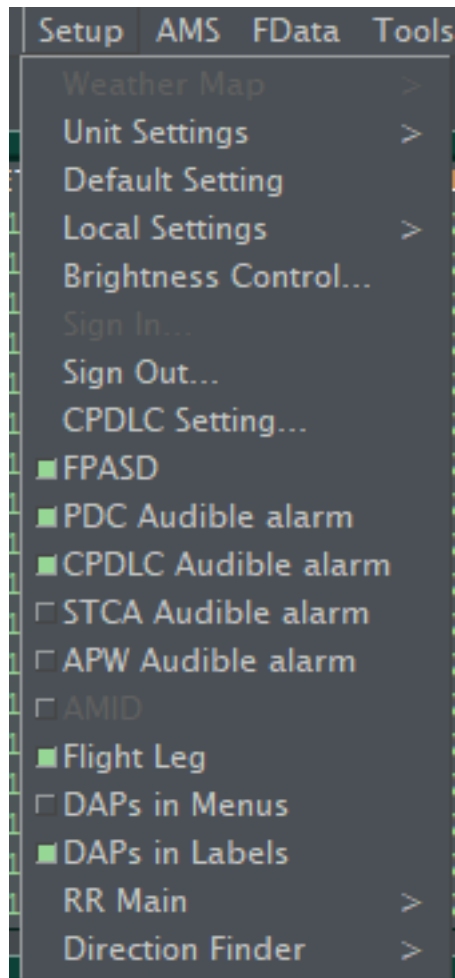 Setup AMS FData Tools
Weather Map >
Unit Settings >
Default Setting
Local Settings >
Brightness Control...
Sign In...
Sign Out...
CPDLC Setting...
FPASD
PDC Audible alarm
CPDLC Audible alarm
STCA Audible alarm
APW Audible alarm
AMID
Flight Leg
DAPs in Menus
DAPs in Labels
RR Main >
Direction Finder >